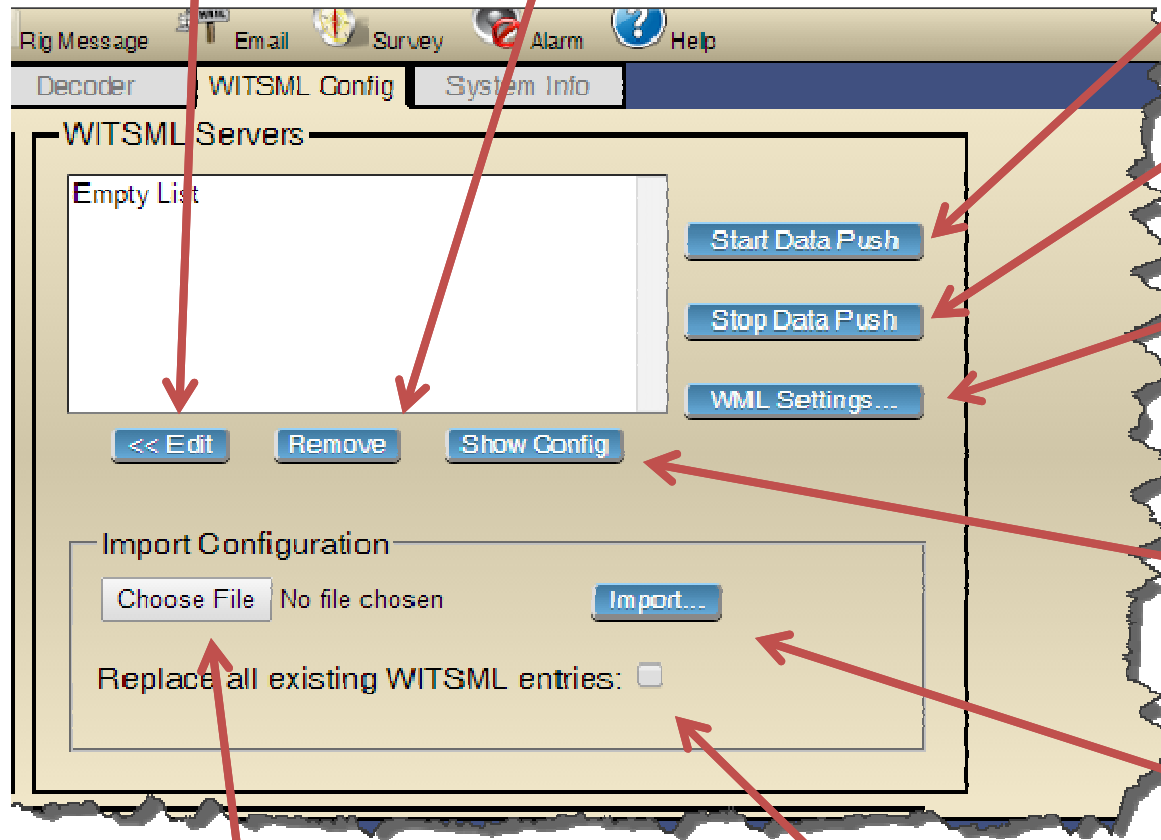 WITSML
Rig Message Email Survey Alarm ? Help
Decoder WITSML Config System Info
WITSML Servers
Empty List
Start Data Push
Stop Data Push
WMIL Settings...
<< Edit Remove Show Config
Import Configuration
Choose File No file chosen Import...
Replace all existing WITSML entries: